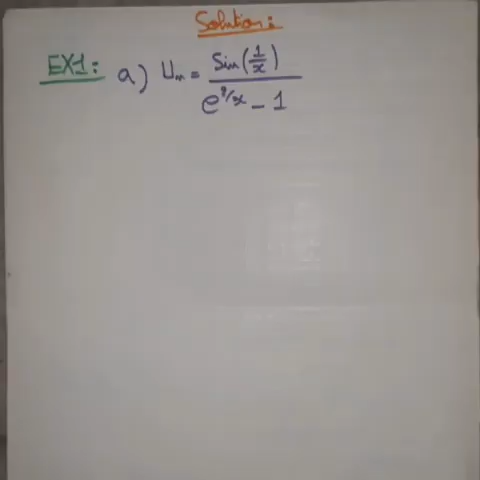 Solution:
EX1: a) Un = Sin(1/x) / e^1/x - 1